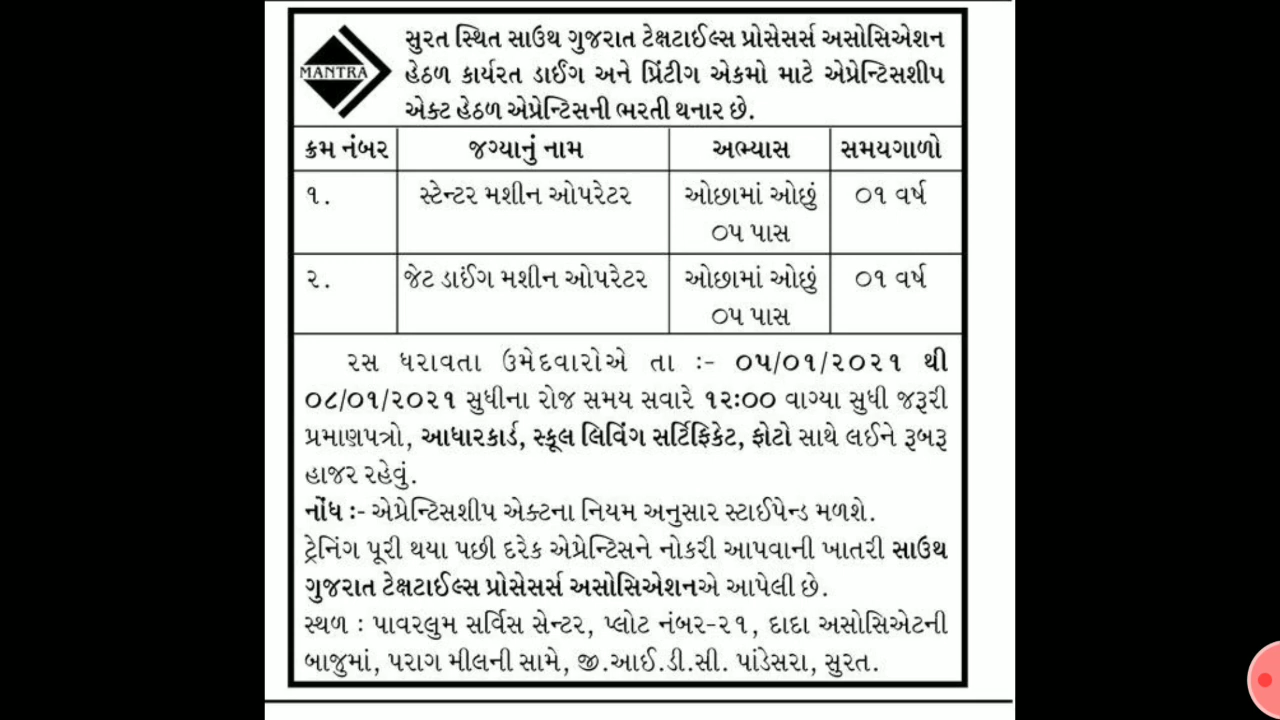 MANTRA
સુરત સ્થિત સાઉથ ગુજરાત ટેક્ષટાઈલ્સ પ્રોસેસર્સ અસોસિએશન
હેઠળ કાર્યરત ડાઈંગ અને પ્રિંટીગ એકમો માટે એપ્રેન્ટિસશીપ
એક્ટ હેઠળ એપ્રેન્ટિસની ભરતી થનાર છે.
ક્રમ નંબર જગ્યાનું નામ અભ્યાસ સમયગાળો
૧. સ્ટેન્ટર મશીન ઓપરેટર ઓછામાં ઓછું ૦૧ વર્ષ
૦૫ પાસ
૨. જેટ ડાઈંગ મશીન ઓપરેટર ઓછામાં ઓછું ૦૧ વર્ષ
૦૫ પાસ
રસ ધરાવતા ઉમેદવારોએ તા :- ૦૫/૦૧/૨૦૨૧ થી
૦૮/૦૧/૨૦૨૧ સુધીના રોજ સમય સવારે ૧૨:૦૦ વાગ્યા સુધી જરૂરી
પ્રમાણપત્રો, આધારકાર્ડ, સ્કૂલ લિવિંગ સર્ટિફિકેટ, ફોટો સાથે લઈને રૂબરૂ
હાજર રહેવું.
નોંધ :- એપ્રેન્ટિસશીપ એક્ટના નિયમ અનુસાર સ્ટાઈપેન્ડ મળશે.
ટ્રેનિંગ પૂરી થયા પછી દરેક એપ્રેન્ટિસને નોકરી આપવાની ખાતરી સાઉથ
ગુજરાત ટેક્ષટાઈલ્સ પ્રોસેસર્સ અસોસિએશનએ આપેલી છે.
સ્થળ : પાવરલુમ સર્વિસ સેન્ટર, પ્લોટ નંબર-૨૧, દાદા અસોસિએટની
બાજુમાં, પરાગ મીલની સામે, જી.આઈ.ડી.સી. પાંડેસરા, સુરત.